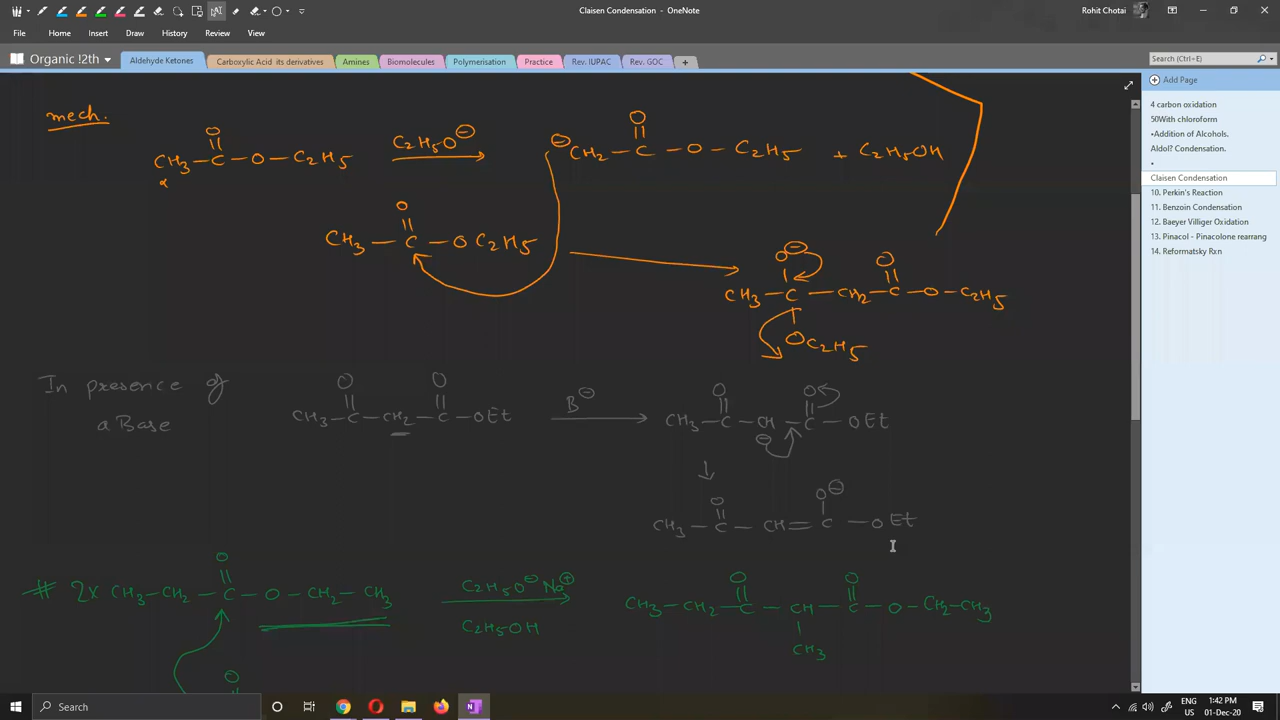 Claisen Condensation - OneNote
Rohit Chotai
File Home Insert Draw History Review View
Organic !2th
Aldehyde Ketones
Carboxylic Acid its derivatives
Amines
Biomolecules
Polymerisation
Practice
Rev. IUPAC
Rev. GOC
Search (Ctrl+E)
Add Page
4 carbon oxidation
50With chloroform
•Addition of Alcohols.
Aldol? Condensation.
•
Claisen Condensation
10. Perkin's Reaction
11. Benzoin Condensation
12. Baeyer Villiger Oxidation
13. Pinacol - Pinacolone rearrang
14. Reformatsky Rxn
mech.
O O
CH3 — C — O — C2H5 C2H5O⊖ ⊖CH2 — C — O — C2H5 + C2H5OH
α
O
CH3 — C — O C2H5
O⊖ O
CH3 — C — CH2 — C — O — C2H5
OC2H5
In presence of
a Base
O O
CH3 — C — CH2 — C — OEt B⊖
O O
CH3 — C — CH — C — OEt
⊖
O O⊖
CH3 — C — CH = C — OEt
O
# 2x CH3 — CH2 — C — O — CH2 — CH3
C2H5O⊖ Na⊕
C2H5OH
O O
CH3 — CH2 — C — CH — C — O — CH2 — CH3
CH3
O
Search
ENG
US
1:42 PM
01-Dec-20